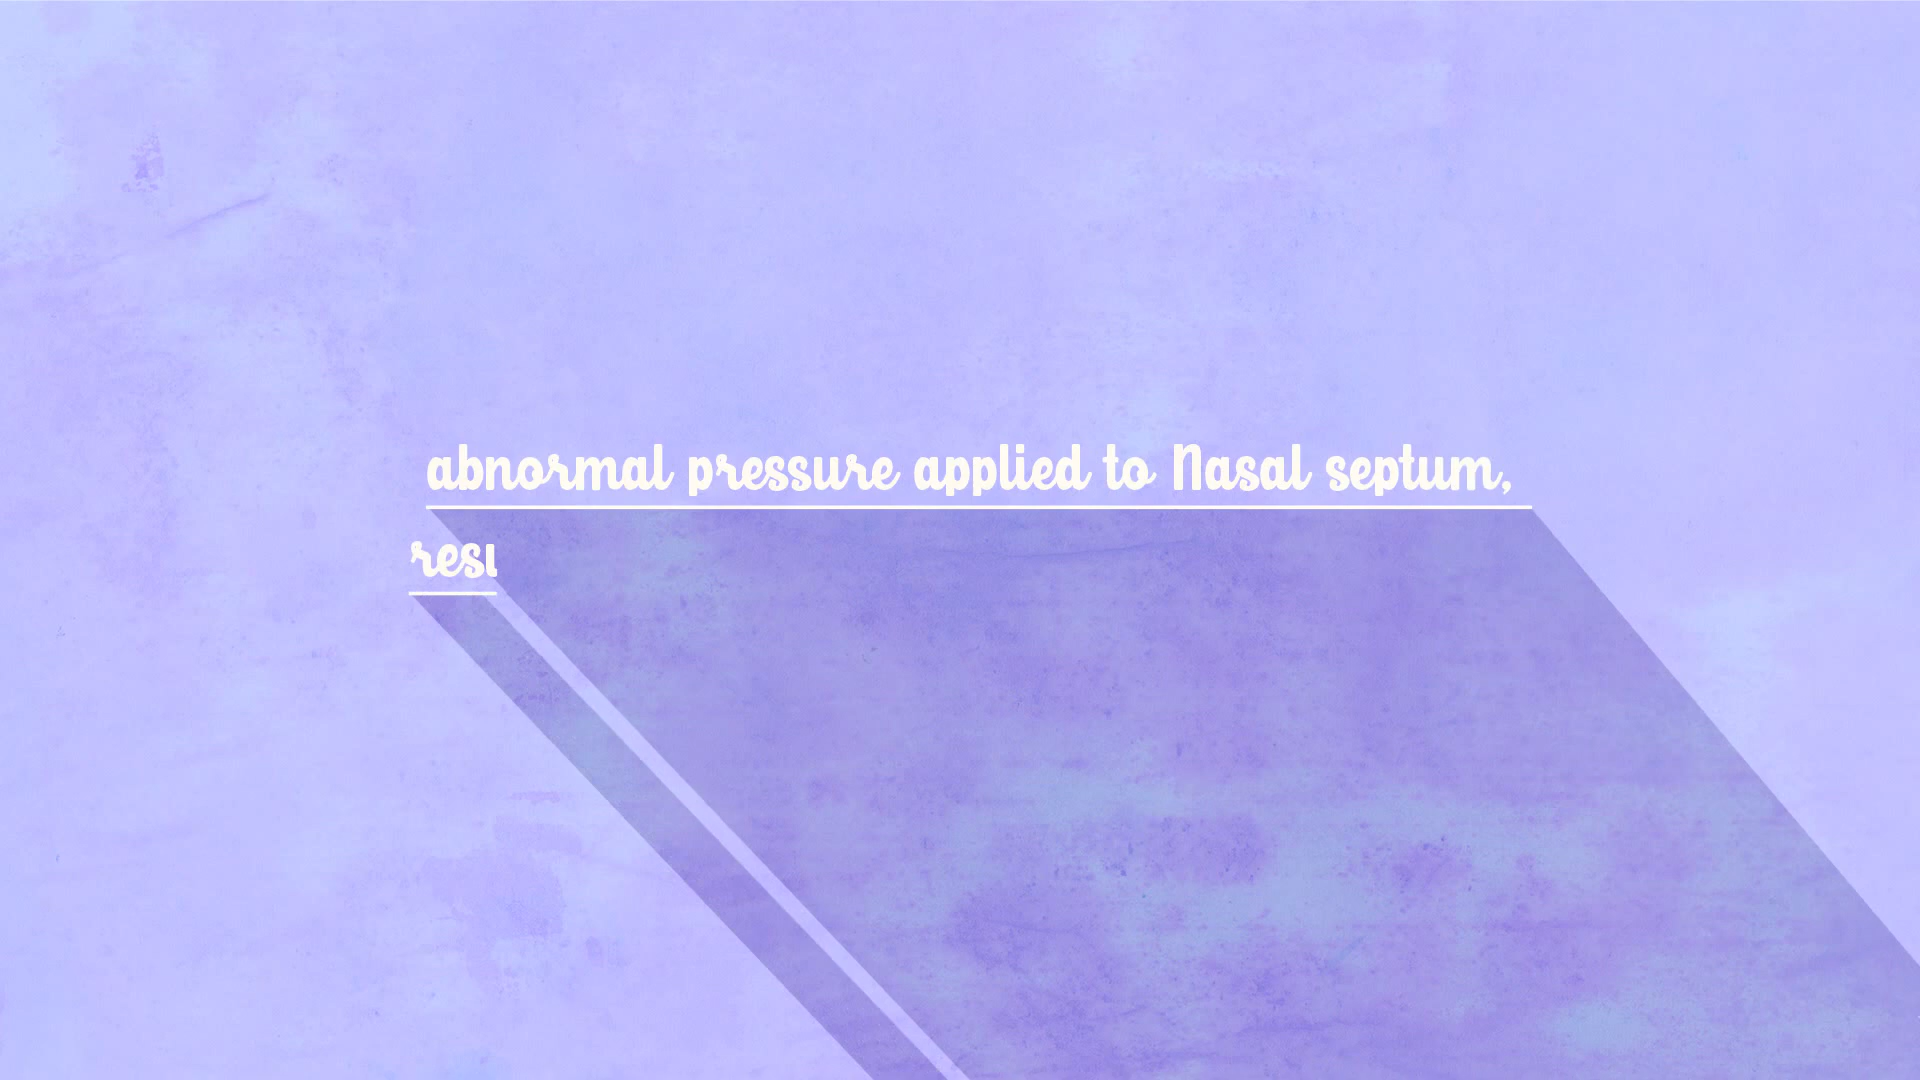 abnormal pressure applied to Nasal septum,